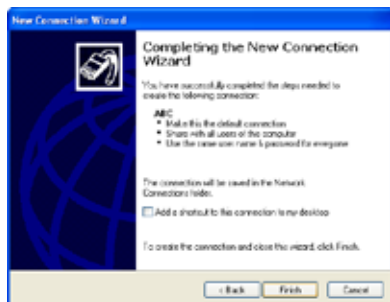 New Connection Wizard
Completing the New Connection
Wizard
You have successfully completed the steps needed to
create the following connection:
ABC
• Make this the default connection
• Share with all users of this computer
• Use the same user name & password for everyone
The connection will be saved in the Network
Connections folder.
Add a shortcut to this connection to my desktop
To create the connection and close this wizard, click Finish.
< Back
Finish
Cancel